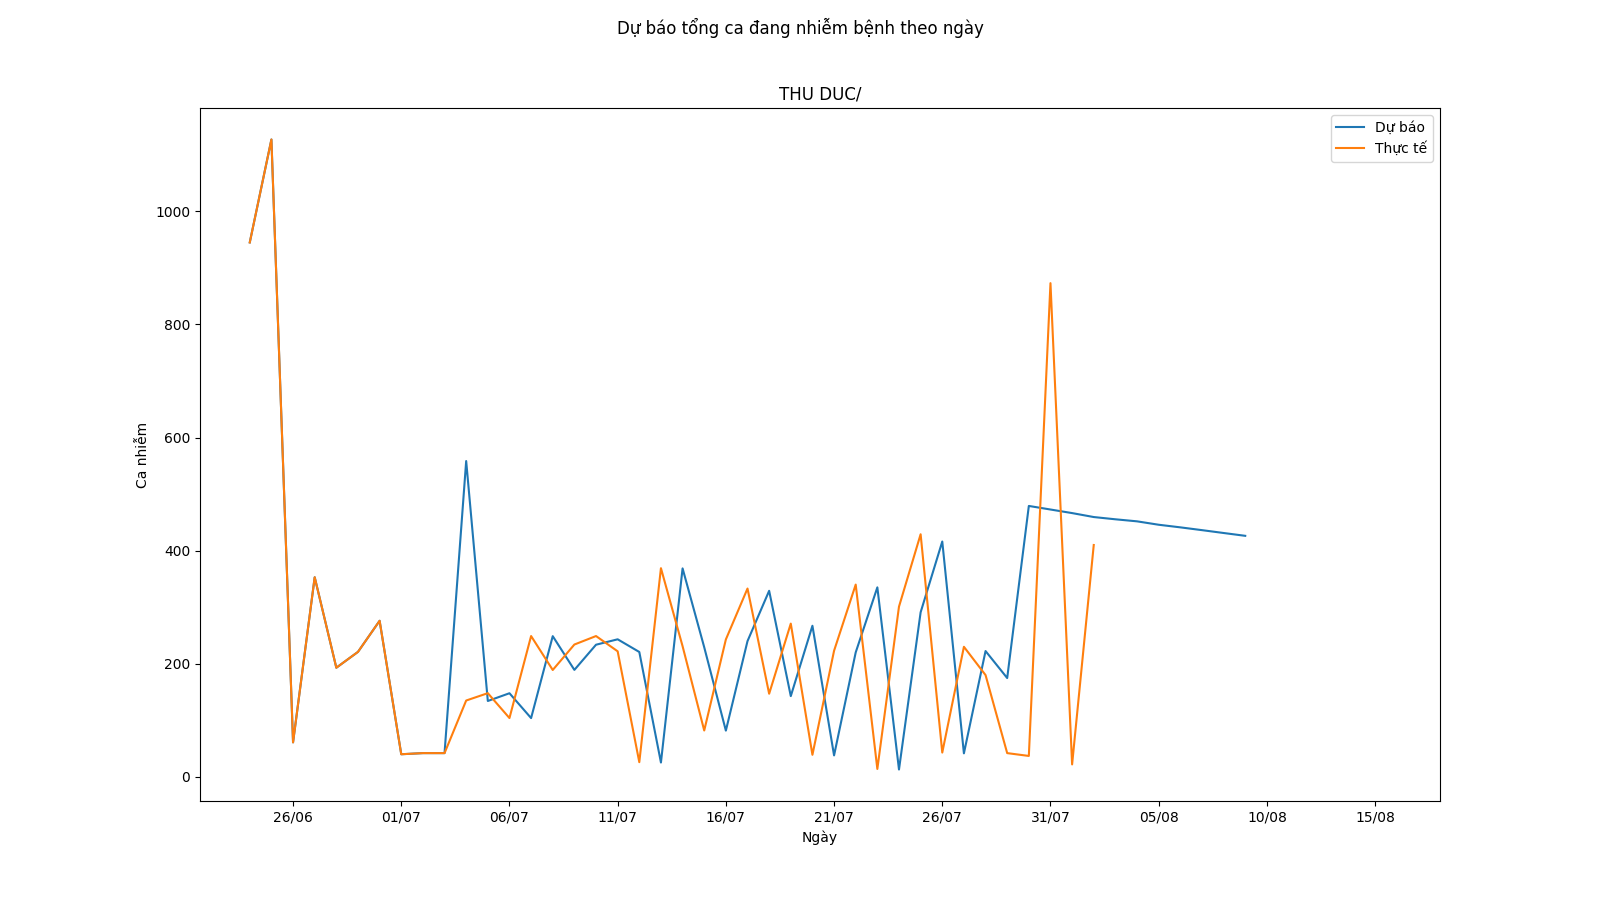 Dự báo tổng ca đang nhiễm bệnh theo ngày
THU DUC/
Dự báo
Thực tế
1000
800
600
400
200
0
Ca nhiễm
26/06
01/07
06/07
11/07
16/07
21/07
26/07
31/07
05/08
10/08
15/08
Ngày